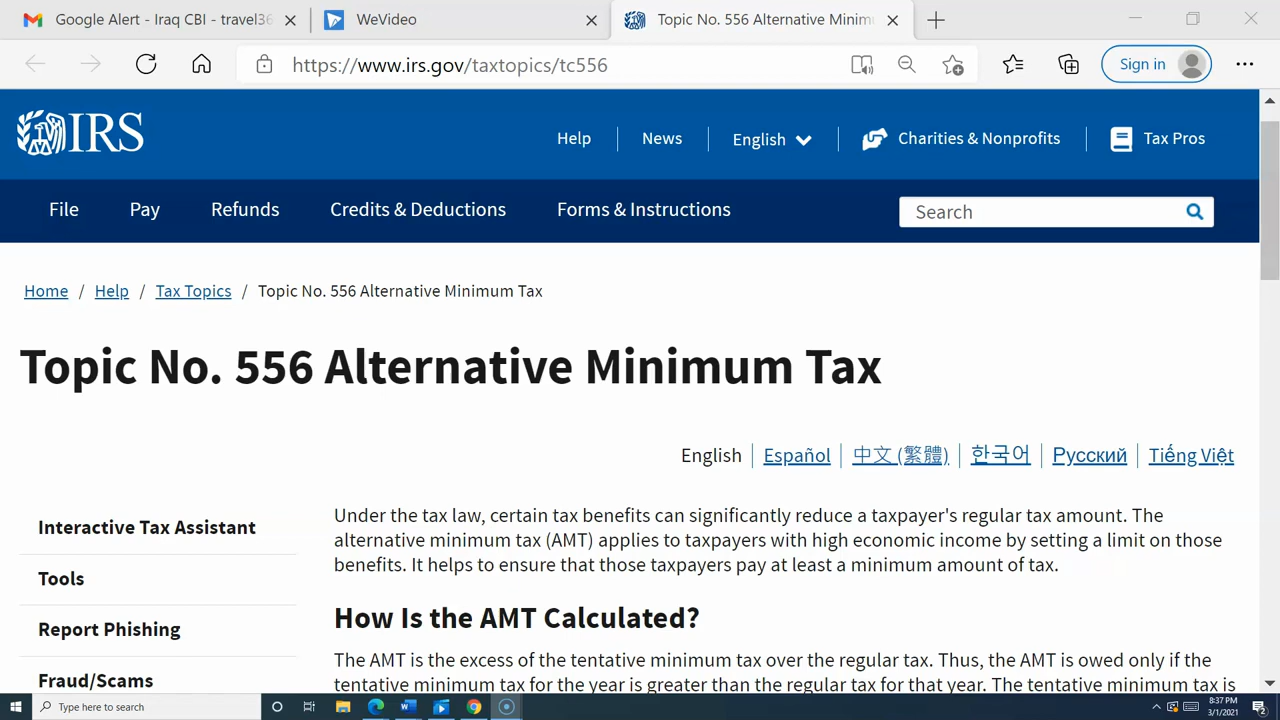 Google Alert - Iraq CBI - travel36
WeVideo
Topic No. 556 Alternative Minim
https://www.irs.gov/taxtopics/tc556
Sign in
IRS
Help
News
English
Charities & Nonprofits
Tax Pros
File
Pay
Refunds
Credits & Deductions
Forms & Instructions
Search
Home / Help / Tax Topics / Topic No. 556 Alternative Minimum Tax
Topic No. 556 Alternative Minimum Tax
English
Español
中文 (繁體)
한국어
Русский
Tiếng Việt
Interactive Tax Assistant
Tools
Report Phishing
Fraud/Scams
Under the tax law, certain tax benefits can significantly reduce a taxpayer's regular tax amount. The
alternative minimum tax (AMT) applies to taxpayers with high economic income by setting a limit on those
benefits. It helps to ensure that those taxpayers pay at least a minimum amount of tax.
How Is the AMT Calculated?
The AMT is the excess of the tentative minimum tax over the regular tax. Thus, the AMT is owed only if the
tentative minimum tax for the year is greater than the regular tax for that year. The tentative minimum tax is
Type here to search
8:37 PM
3/1/2021
2